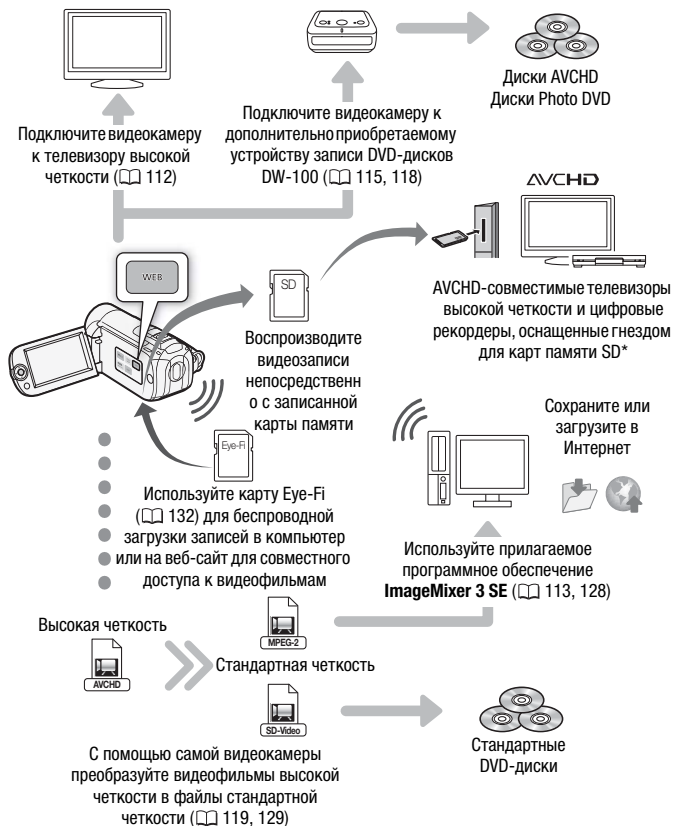 Диски AVCHD
Диски Photo DVD
Подключите видеокамеру
к телевизору высокой
четкости (112)
Подключите видеокамеру к
дополнительно приобретаемому
устройству записи DVD-дисков
DW-100 (115, 118)
AVCHD
WEB
SD
AVCHD-совместимые телевизоры
высокой четкости и цифровые
рекордеры, оснащенные гнездом
для карт памяти SD*
Воспроизводите
видеозаписи
непосредственн
о с записанной
карты памяти
Eye-Fi
Сохраните или
загрузите в
Интернет
Используйте карту Eye-Fi
(132) для беспроводной
загрузки записей в компьютер
или на веб-сайт для совместного
доступа к видеофильмам
Используйте прилагаемое
программное обеспечение
ImageMixer 3 SE (113, 128)
Высокая четкость
AVCHD
MPEG-2
Стандартная четкость
SD-Video
Стандартные
DVD-диски
С помощью самой видеокамеры
преобразуйте видеофильмы высокой
четкости в файлы стандартной
четкости (119, 129)